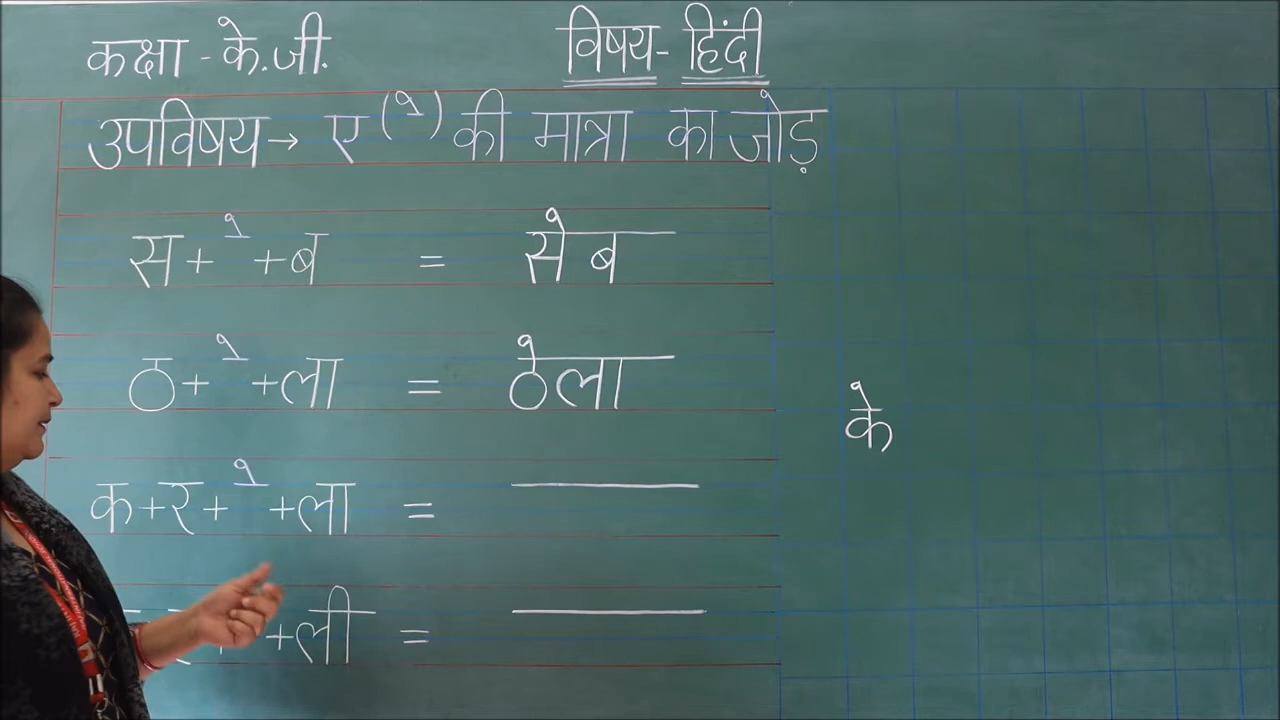 कक्षा - के.जी. विषय- हिंदी
उपविषय→ ए (े) की मात्रा का जोड़
स + े + ब = सेब
ठ + े + ला = ठेला
के
क + र + े + ला =
+ ली =